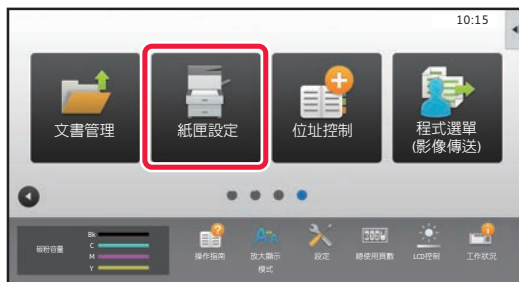 10:15
文書管理
紙匣設定
位址控制
程式選單
(影像傳送)
碳粉容量
Bk
C
M
Y
操作指南
放大顯示
模式
設定
總使用頁數
LCD控制
工作狀況